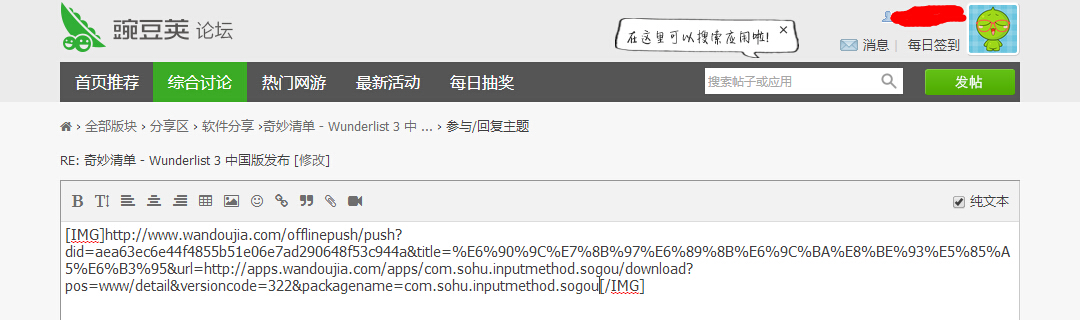 豌豆荚 论坛
在这里可以搜索应用啦!
消息 | 每日签到
首页推荐 综合讨论 热门网游 最新活动 每日抽奖 搜索帖子或应用 发帖
› 全部版块 › 分享区 › 软件分享 ›奇妙清单 - Wunderlist 3 中 ... › 参与/回复主题
RE: 奇妙清单 - Wunderlist 3 中国版发布 [修改]
B T 纯文本
[IMG]http://www.wandoujia.com/offlinepush/push?
did=aea63ec6e44f4855b51e06e7ad290648f53c944a&title=%E6%90%9C%E7%8B%97%E6%89%8B%E6%9C%BA%E8%BE%93%E5%85%A
5%E6%B3%95&url=http://apps.wandoujia.com/apps/com.sohu.inputmethod.sogou/download?
pos=www/detail&versioncode=322&packagename=com.sohu.inputmethod.sogou[/IMG]